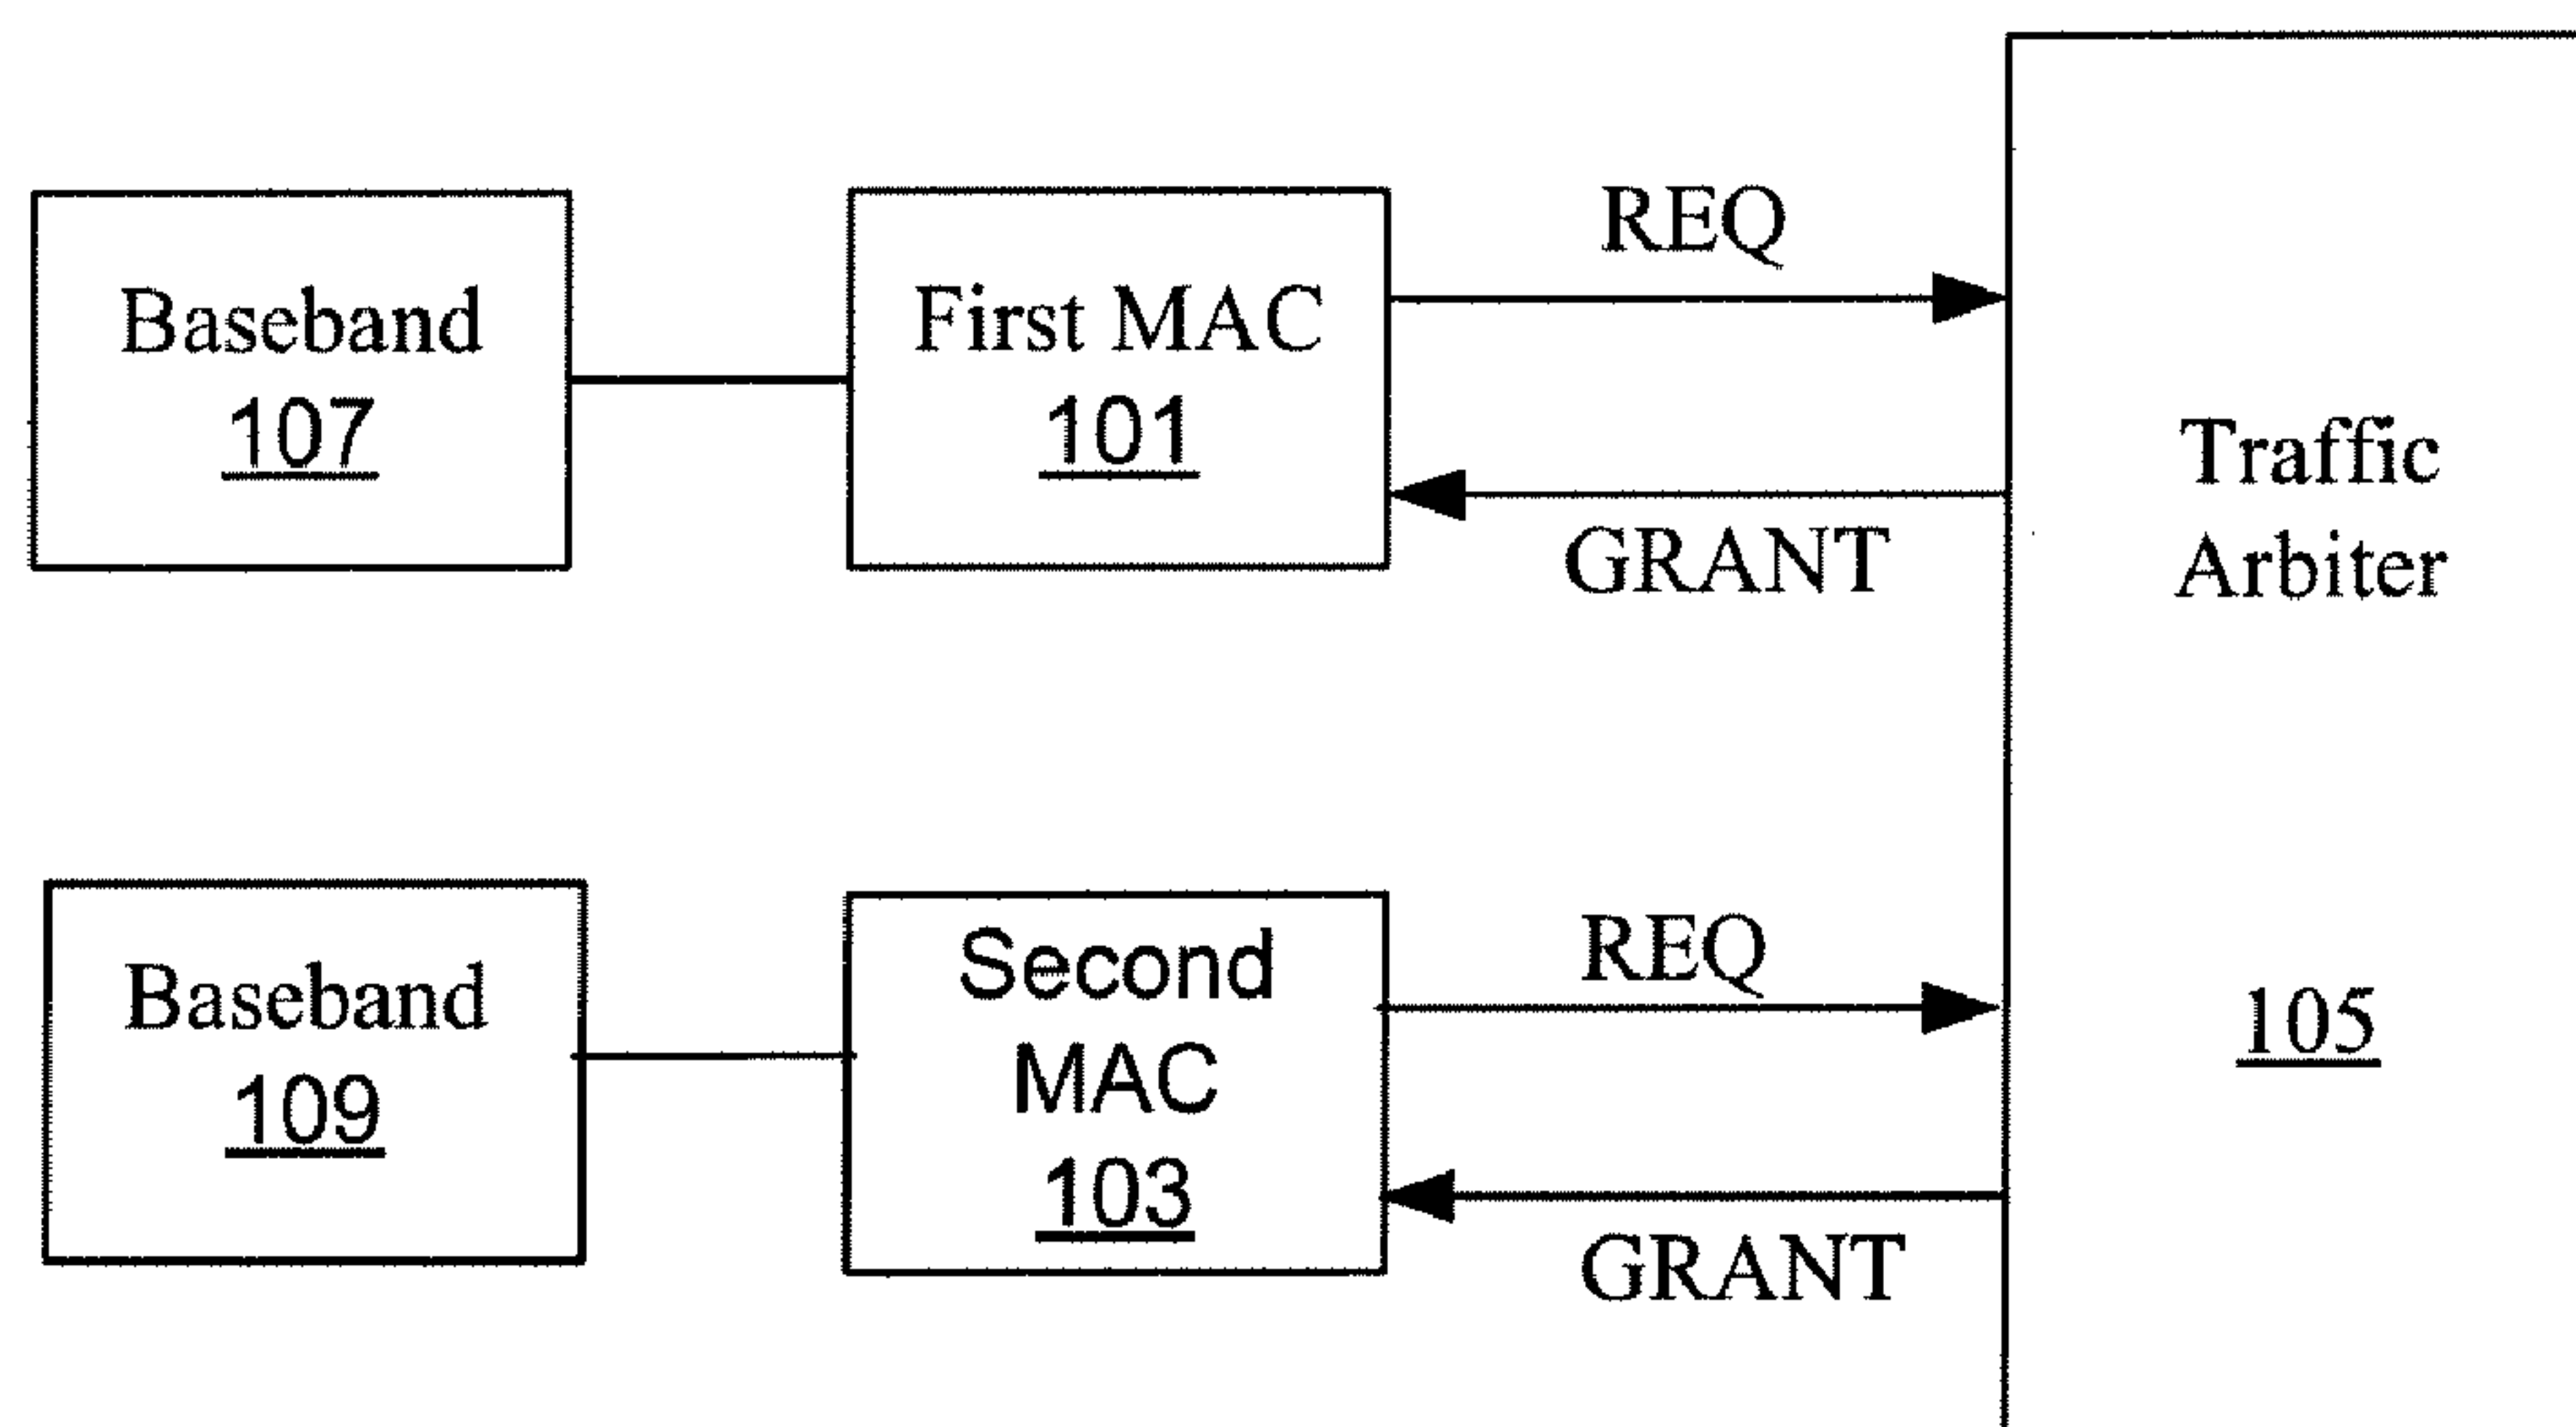 Baseband
107
First MAC
101
REQ
GRANT
Traffic
Arbiter
105
Baseband
109
Second
MAC
103
REQ
GRANT